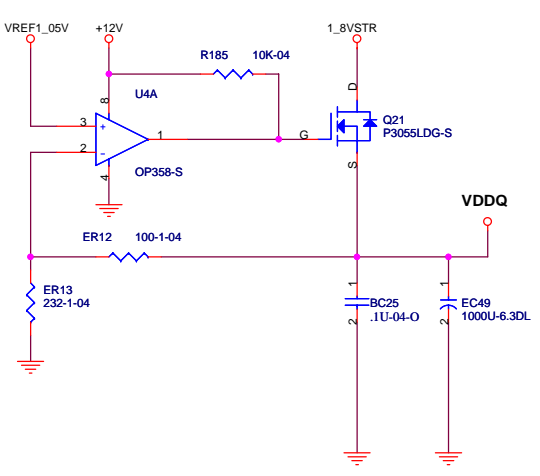 VREF1_05V
+12V
1_8VSTR
R185 10K-04
U4A
8
3
+
2
-
1
4
OP358-S
D
G
S
Q21
P3055LDG-S
VDDQ
ER12 100-1-04
ER13
232-1-04
1
BC25
.1U-04-O
2
1
EC49
1000U-6.3DL
2